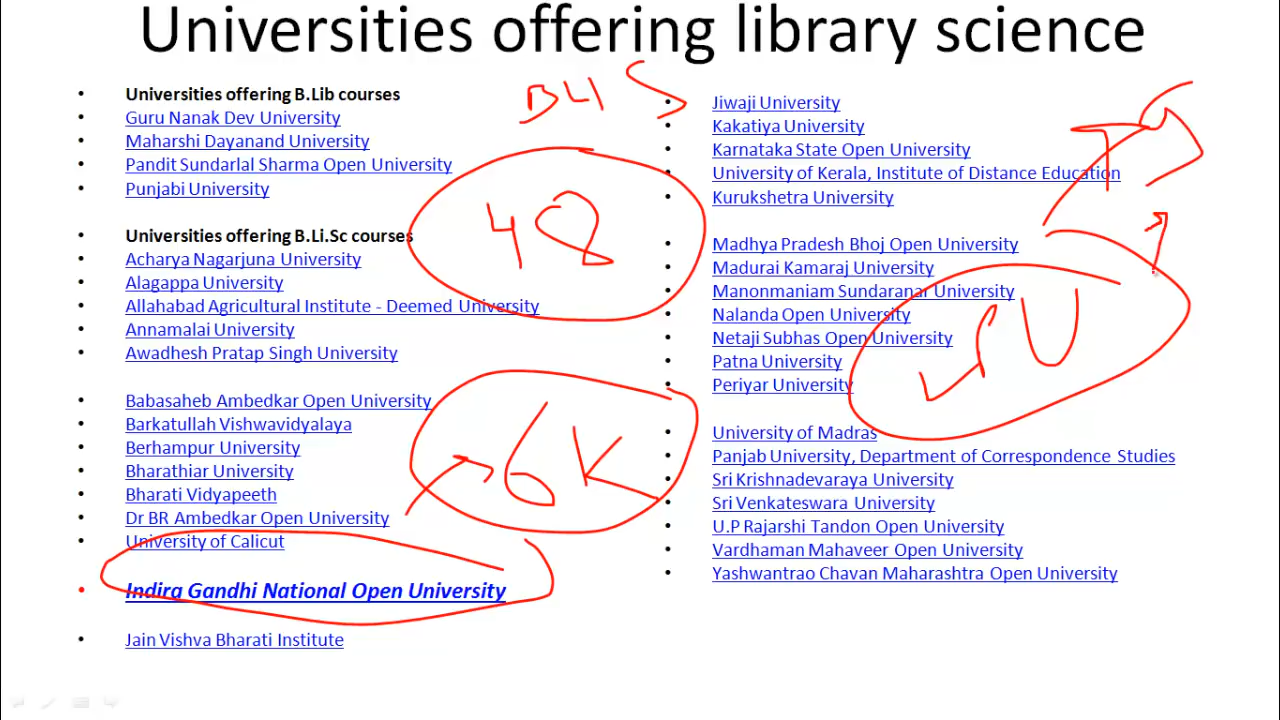 Universities offering library science
Universities offering B.Lib courses
Guru Nanak Dev University
Maharshi Dayanand University
Pandit Sundarlal Sharma Open University
Punjabi University
Universities offering B.Li.Sc courses
Acharya Nagarjuna University
Alagappa University
Allahabad Agricultural Institute - Deemed University
Annamalai University
Awadhesh Pratap Singh University
Babasaheb Ambedkar Open University
Barkatullah Vishwavidyalaya
Berhampur University
Bharathiar University
Bharati Vidyapeeth
Dr BR Ambedkar Open University
University of Calicut
Indira Gandhi National Open University
Jain Vishva Bharati Institute
BLIS
48
6K
Jiwaji University
Kakatiya University
Karnataka State Open University
University of Kerala, Institute of Distance Education
Kurukshetra University
Madhya Pradesh Bhoj Open University
Madurai Kamaraj University
Manonmaniam Sundaranar University
Nalanda Open University
Netaji Subhas Open University
Patna University
Periyar University
University of Madras
Panjab University, Department of Correspondence Studies
Sri Krishnadevaraya University
Sri Venkateswara University
U.P Rajarshi Tandon Open University
Vardhaman Mahaveer Open University
Yashwantrao Chavan Maharashtra Open University